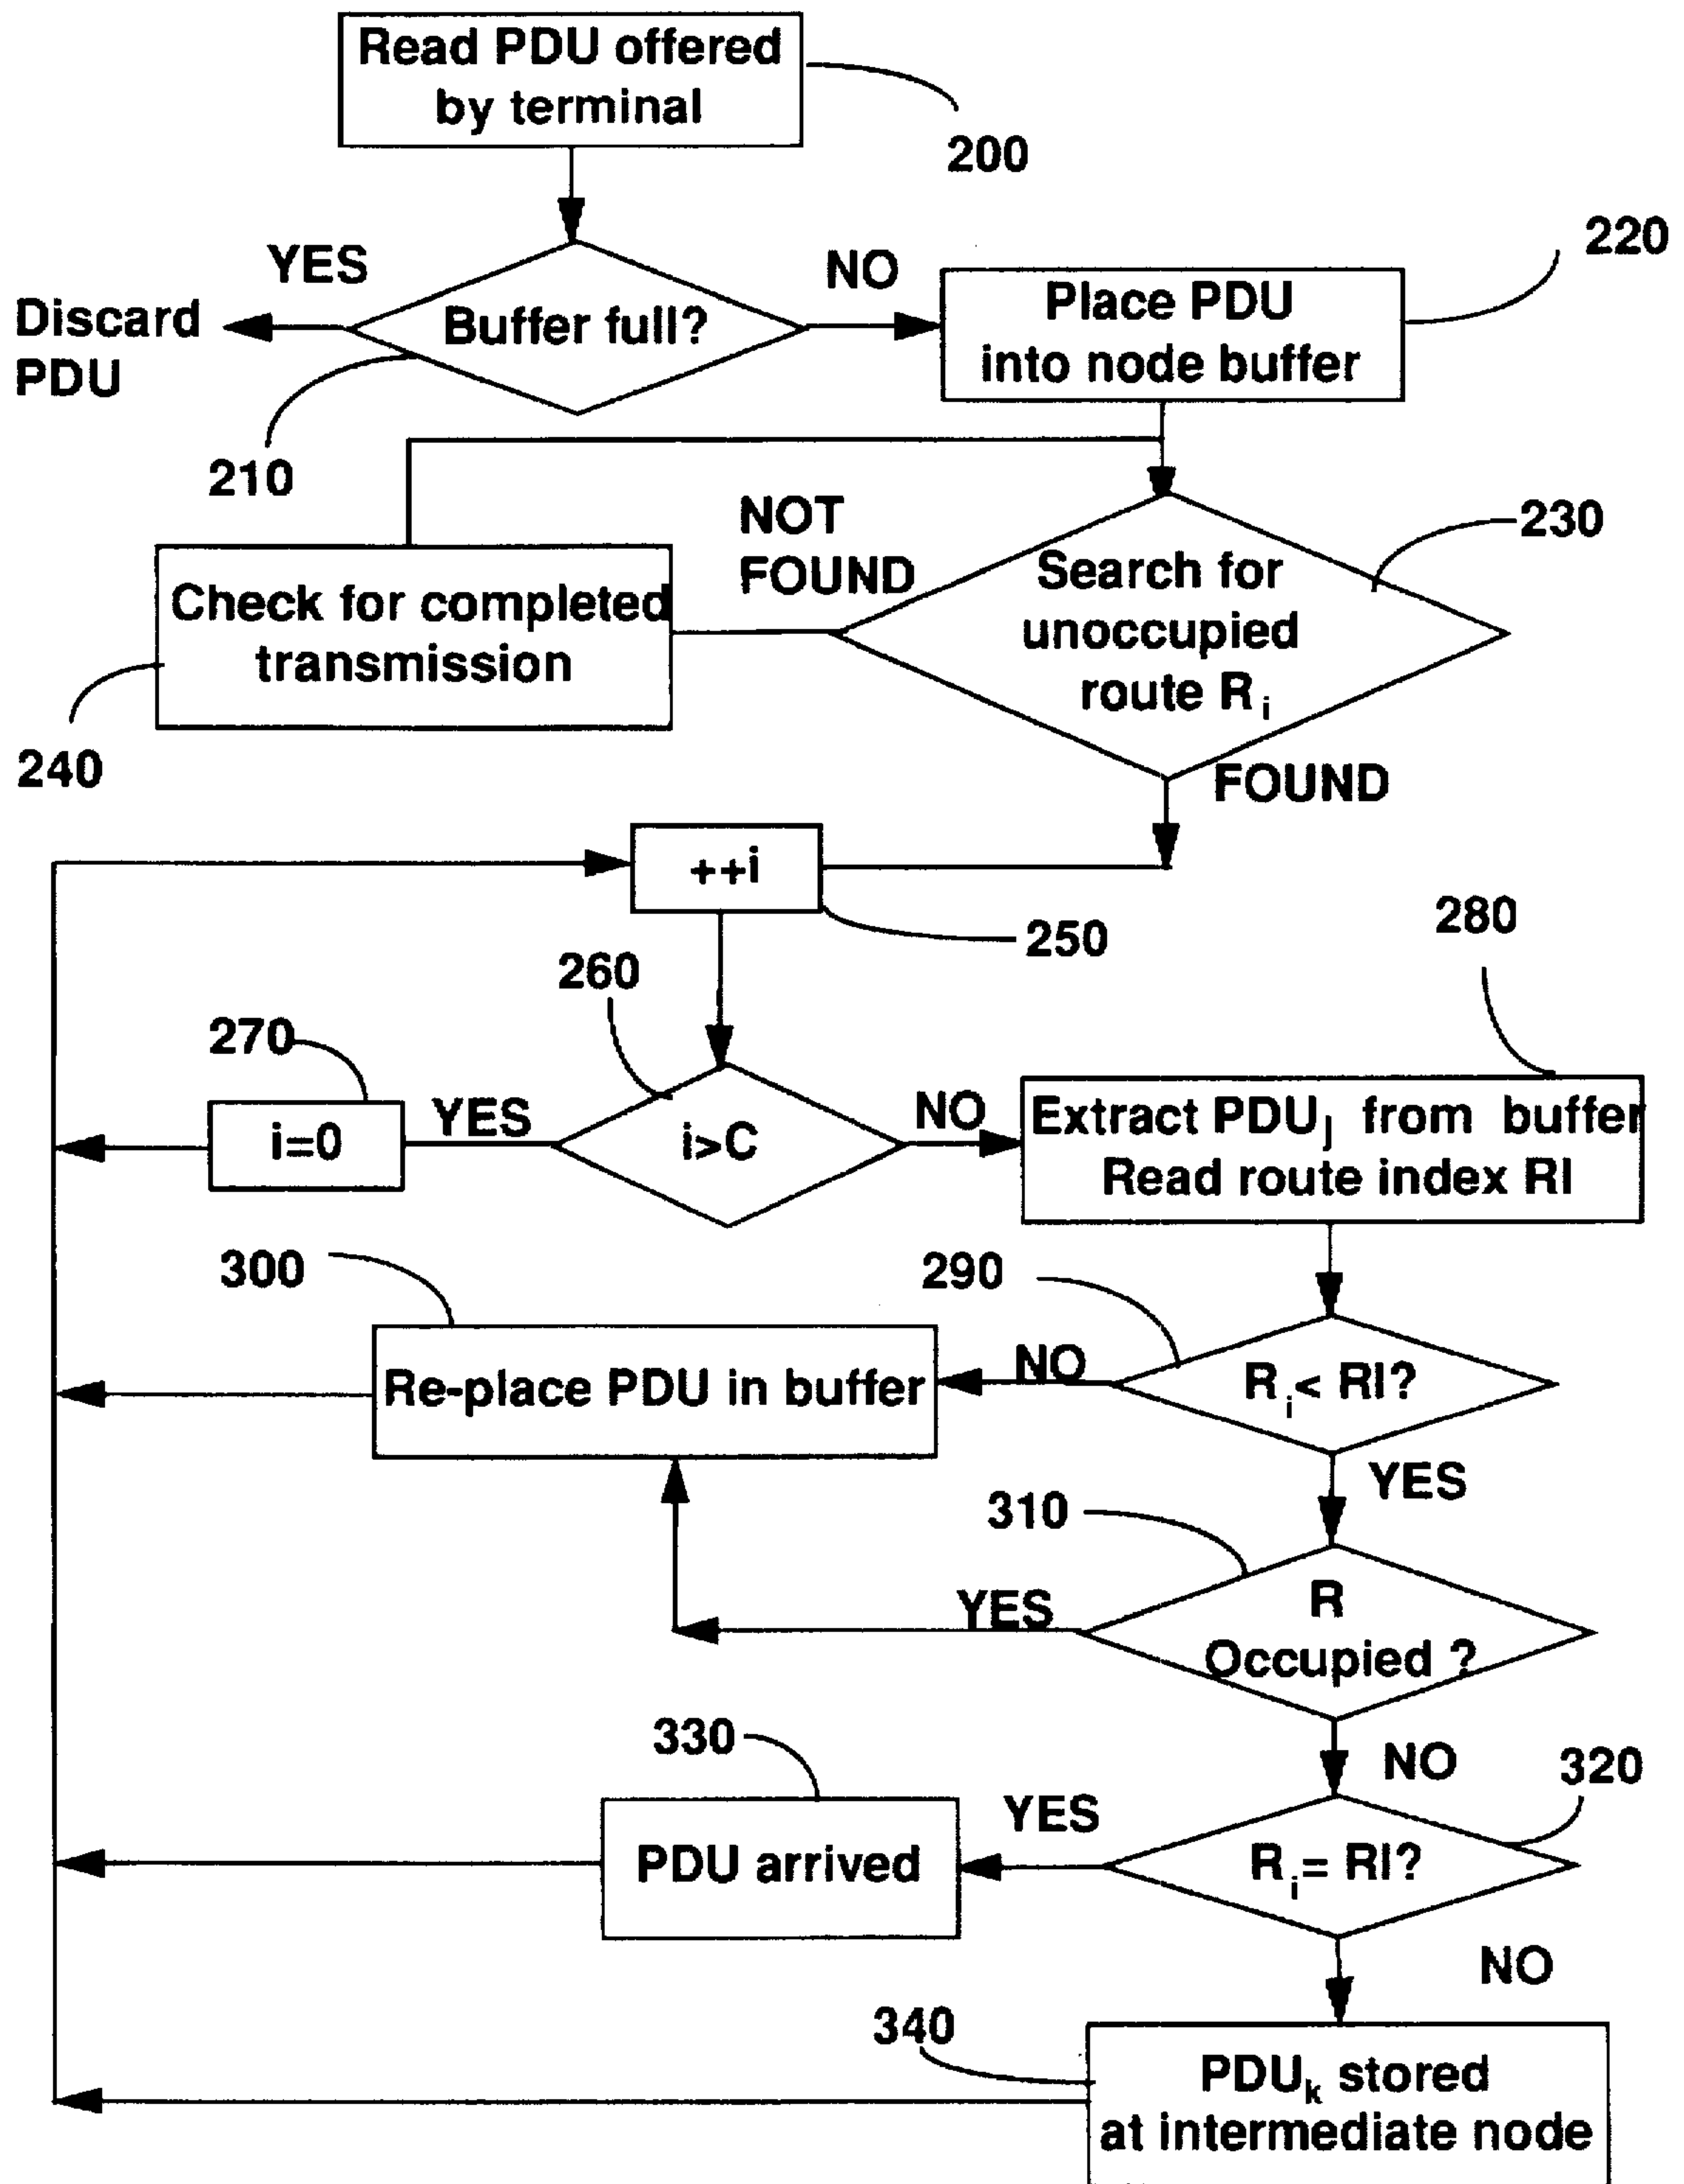 Read PDU offered
by terminal
200
YES
NO
220
Discard
PDU
Buffer full?
Place PDU
into node buffer
210
NOT
FOUND
230
Check for completed
transmission
Search for
unoccupied
route R i
240
FOUND
++i
250
280
260
270
i=0
YES
i>C
NO
Extract PDUj from buffer
Read route index RI
300
290
Re-place PDU in buffer
NO
R i < RI?
YES
310
YES
R
Occupied ?
330
NO
320
YES
PDU arrived
R i = RI?
NO
340
PDUk stored
at intermediate node